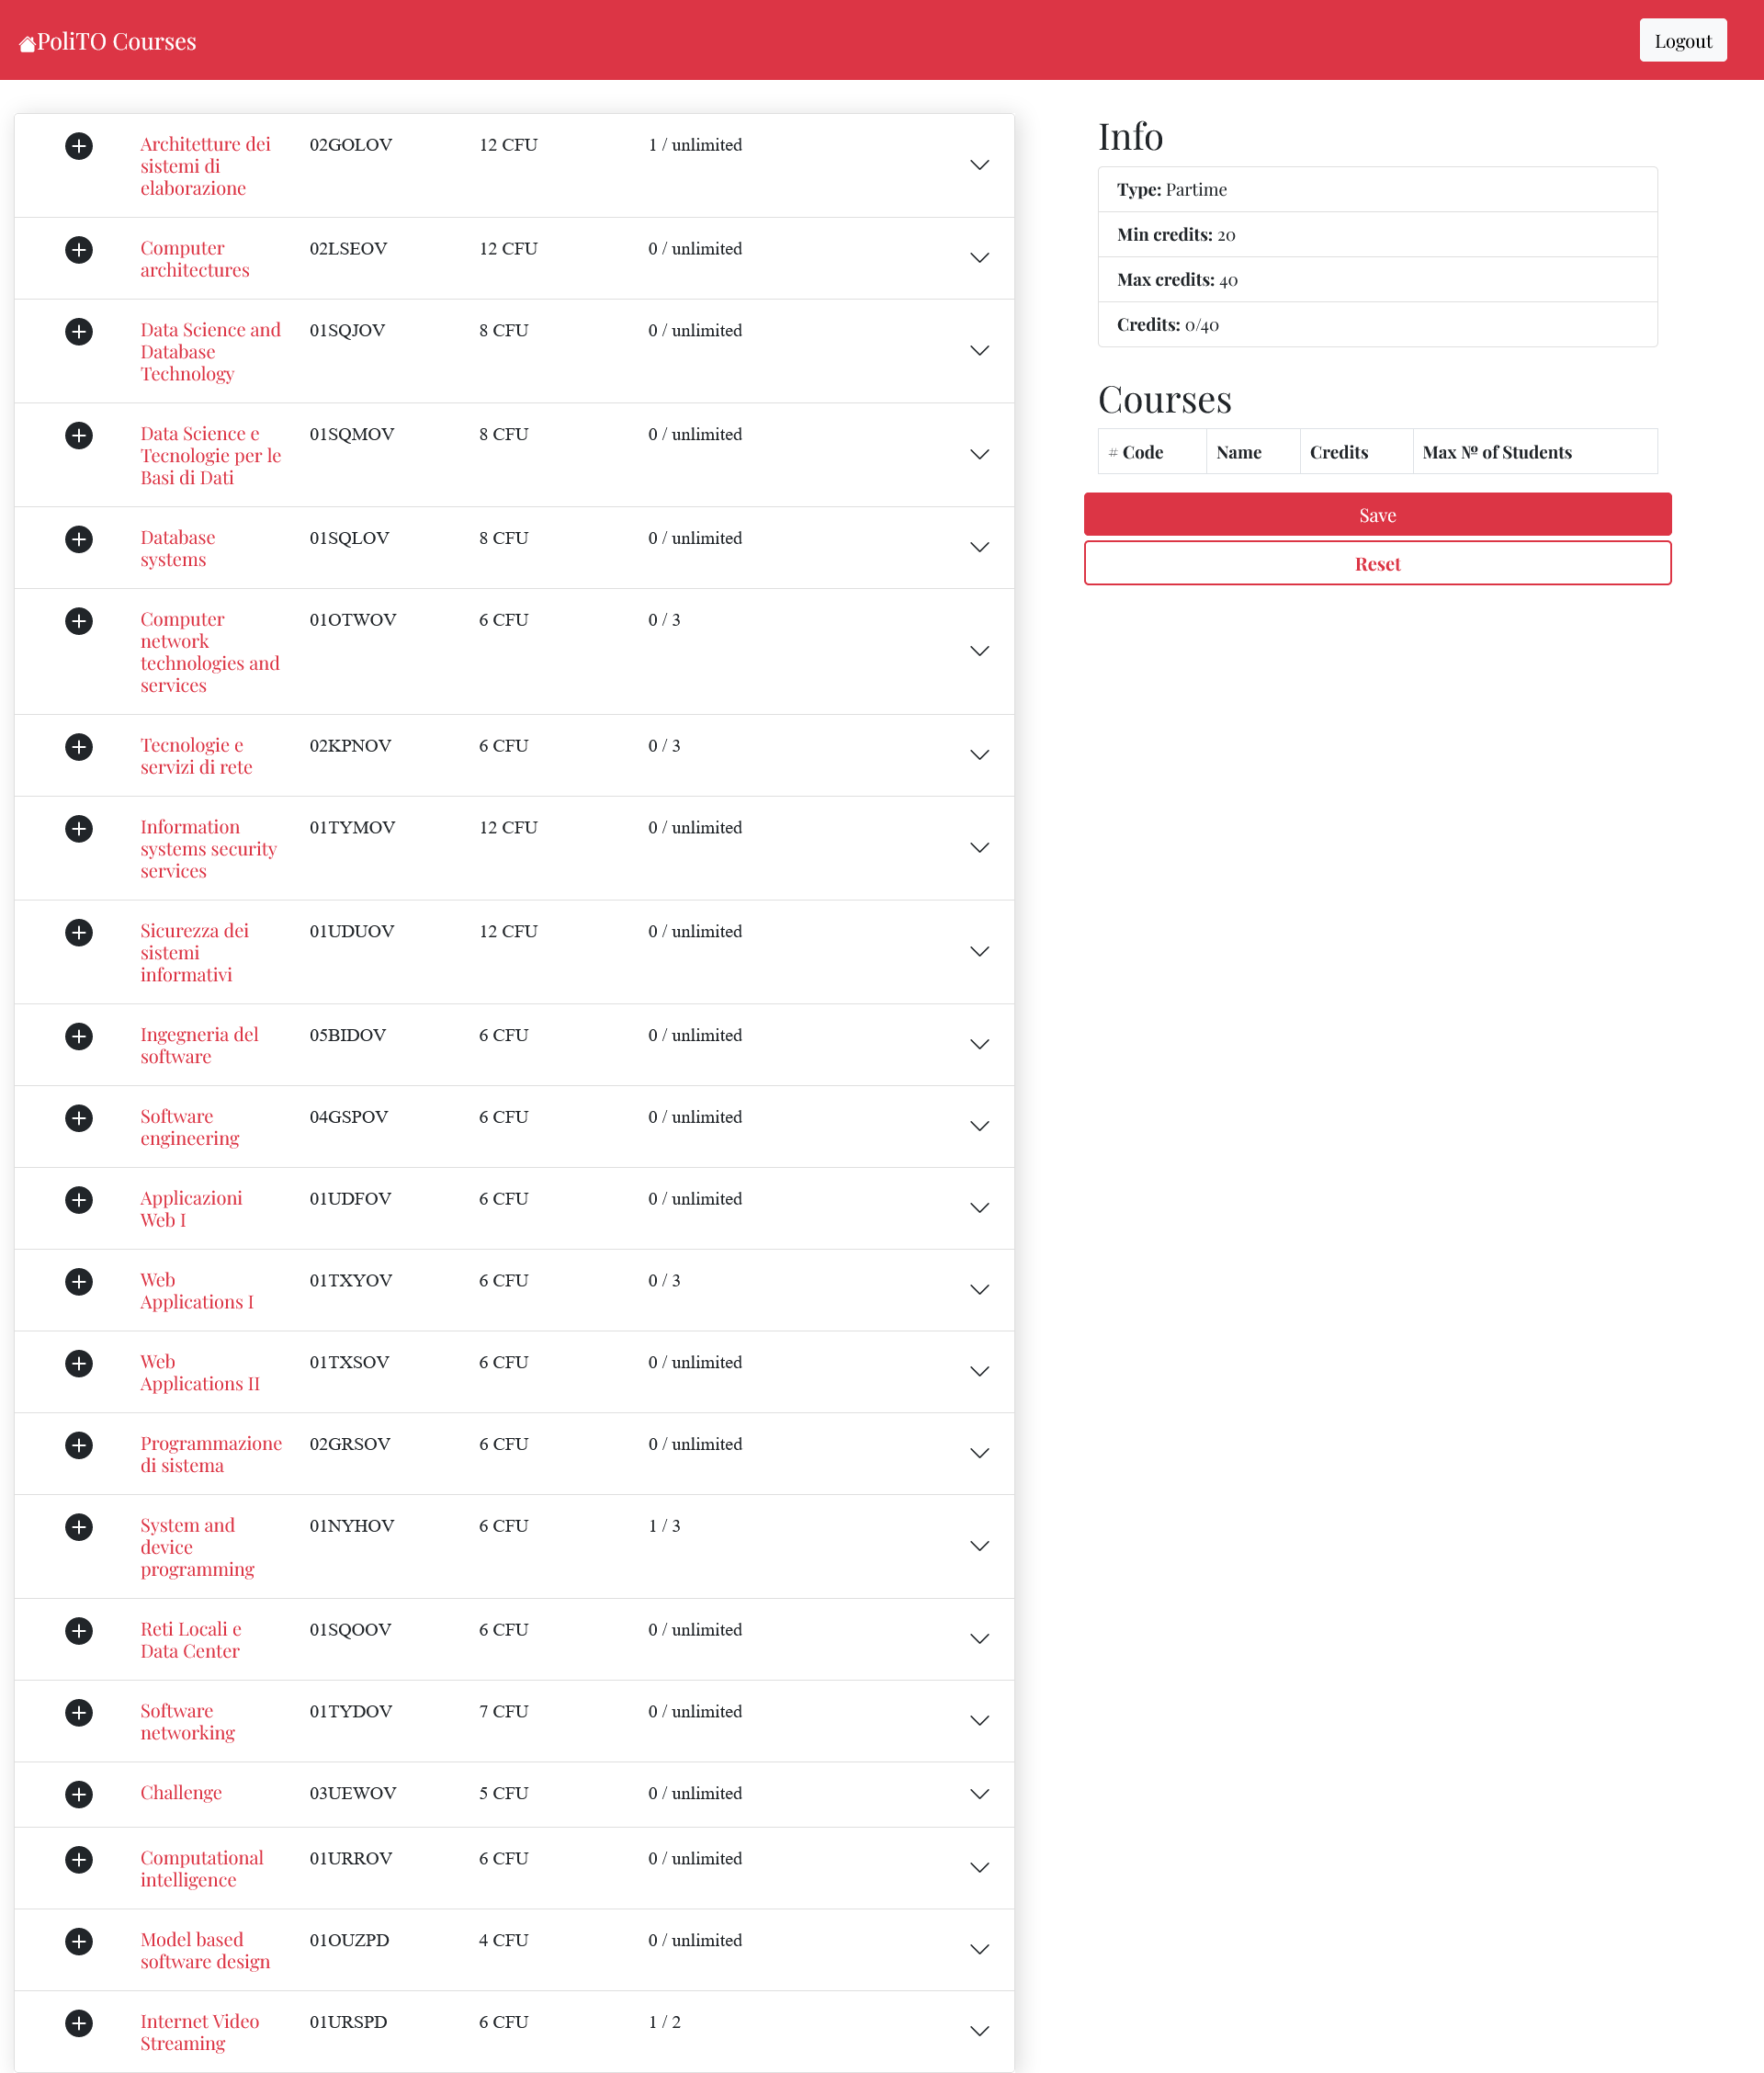 PoliTO Courses
Logout
Architetture dei sistemi di elaborazione 02GOLOV 12 CFU 1 / unlimited
Computer architectures 02LSEOV 12 CFU 0 / unlimited
Data Science and Database Technology 01SQJOV 8 CFU 0 / unlimited
Data Science e Tecnologie per le Basi di Dati 01SQMOV 8 CFU 0 / unlimited
Database systems 01SQLOV 8 CFU 0 / unlimited
Computer network technologies and services 01OTWOV 6 CFU 0 / 3
Tecnologie e servizi di rete 02KPNOV 6 CFU 0 / 3
Information systems security services 01TYMOV 12 CFU 0 / unlimited
Sicurezza dei sistemi informativi 01UDUOV 12 CFU 0 / unlimited
Ingegneria del software 05BIDOV 6 CFU 0 / unlimited
Software engineering 04GSPOV 6 CFU 0 / unlimited
Applicazioni Web I 01UDFOV 6 CFU 0 / unlimited
Web Applications I 01TXYOV 6 CFU 0 / 3
Web Applications II 01TXSOV 6 CFU 0 / unlimited
Programmazione di sistema 02GRSOV 6 CFU 0 / unlimited
System and device programming 01NYHOV 6 CFU 1 / 3
Reti Locali e Data Center 01SQOOV 6 CFU 0 / unlimited
Software networking 01TYDOV 7 CFU 0 / unlimited
Challenge 03UEWOV 5 CFU 0 / unlimited
Computational intelligence 01URROV 6 CFU 0 / unlimited
Model based software design 01OUZPD 4 CFU 0 / unlimited
Internet Video Streaming 01URSPD 6 CFU 1 / 2
Info
Type: Partime
Min credits: 20
Max credits: 40
Credits: 0/40
Courses
# Code Name Credits Max № of Students
Save
Reset